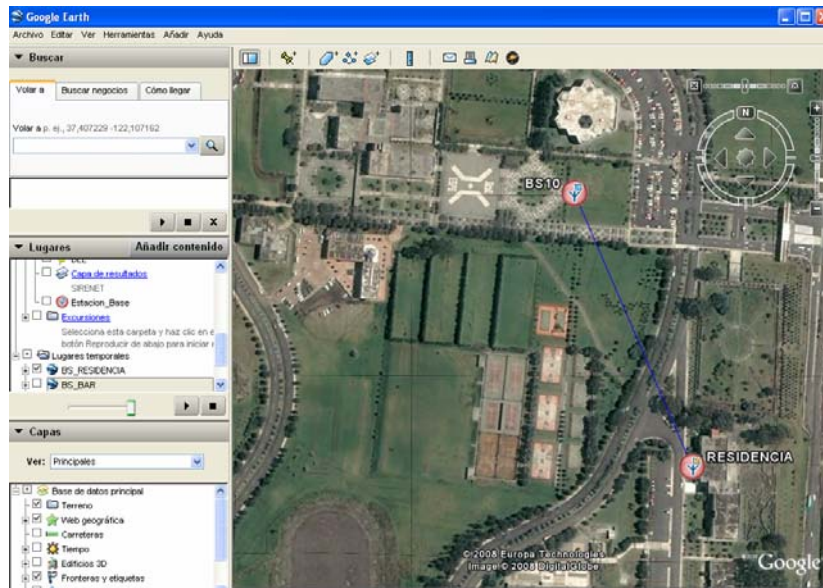 Google Earth
Archivo Editar Ver Herramientas Añadir Ayuda
Buscar
Volar a Buscar negocios Cómo llegar
Volar a p. ej., 37,407229 -122,107162
Lugares Añadir contenido
Capa de resultados
SIRENET
Estacion_Base
Excursiones
Selecciona esta carpeta y haz clic en e
botón Reproducir de abajo para iniciar
Lugares temporales
BS_RESIDENCIA
BS_BAR
Capas
Ver: Principales
Base de datos principal
Terreno
Web geográfica
Carreteras
Tiempo
Edificios 3D
Fronteras y etiquetas
N
BS10
RESIDENCIA
© 2008 Europa Technologies
Image © 2008 DigitalGlobe
Google